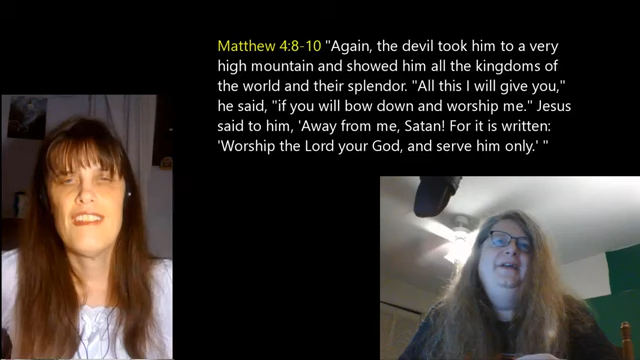 Matthew 4:8-10 "Again, the devil took him to a very
high mountain and showed him all the kingdoms of
the world and their splendor. "All this I will give you,"
he said, "if you will bow down and worship me." Jesus
said to him, 'Away from me, Satan! For it is written:
'Worship the Lord your God, and serve him only.' "